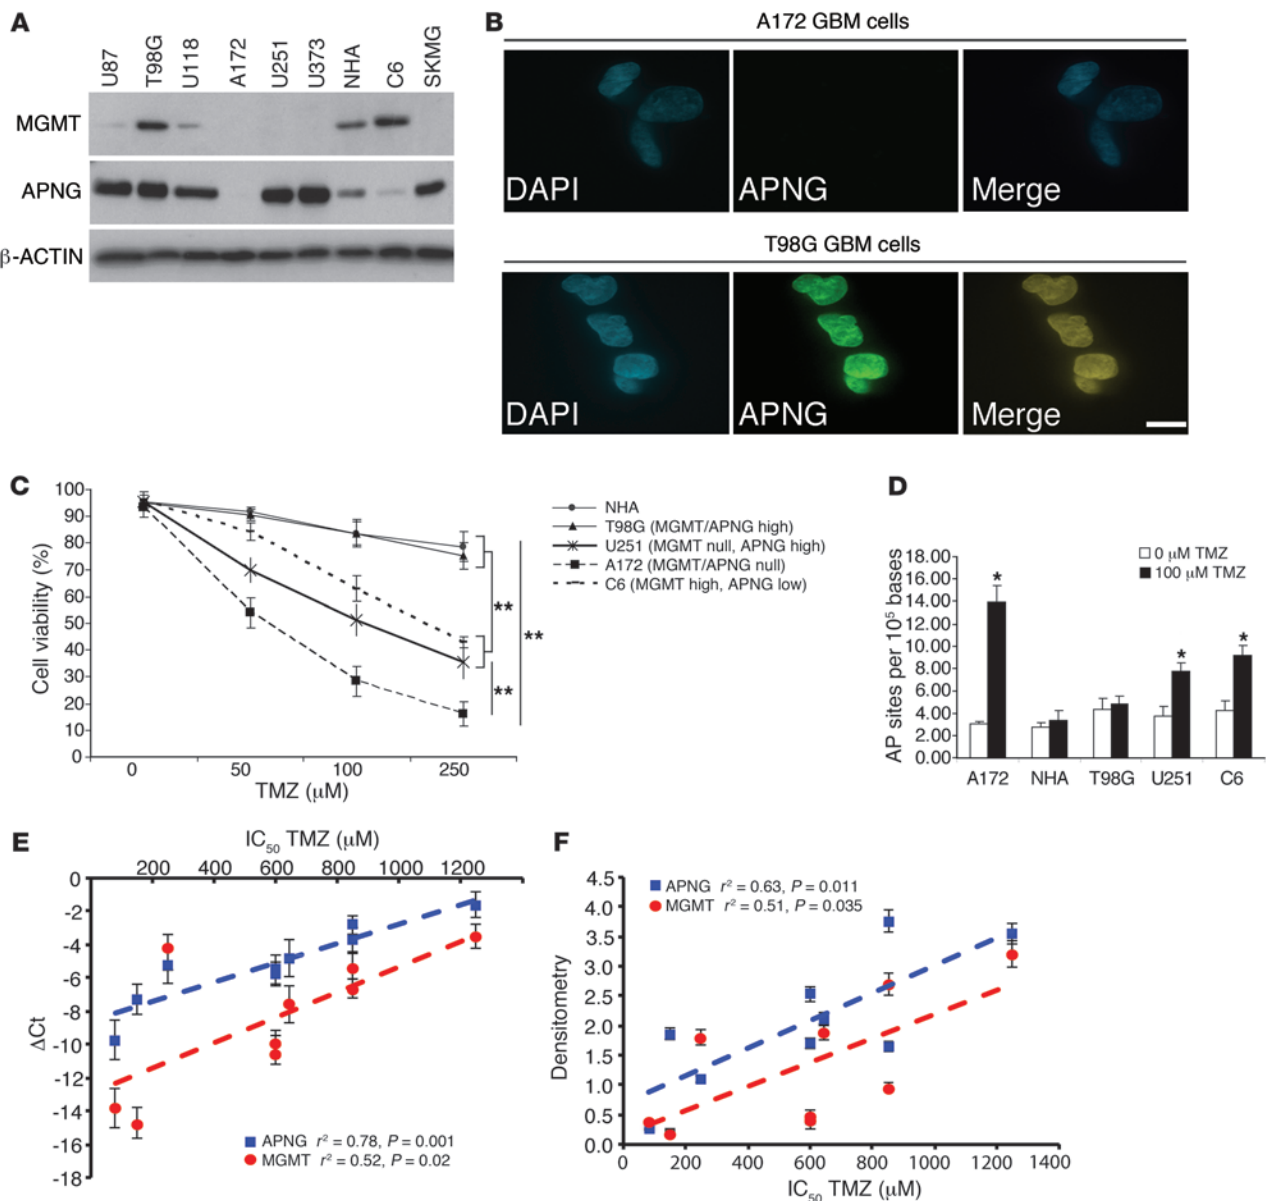 A
U87 T98G U118 A172 U251 U373 NHA C6 SKMG
MGMT
APNG
β-ACTIN
B
A172 GBM cells
DAPI APNG Merge
T98G GBM cells
DAPI APNG Merge
C
100
90
80
70
60
50
40
30
20
10
0
Cell viability (%)
0 50 100 250
TMZ (μM)
NHA
T98G (MGMT/APNG high)
U251 (MGMT null, APNG high)
A172 (MGMT/APNG null)
C6 (MGMT high, APNG low)
**
**
**
D
18.00
16.00
14.00
12.00
10.00
8.00
6.00
4.00
2.00
0.00
AP sites per 10⁵ bases
0 μM TMZ
100 μM TMZ
*
*
*
A172 NHA T98G U251 C6
E
IC₅₀ TMZ (μM)
200 400 600 800 1000 1200
0
-2
-4
-6
-8
-10
-12
-14
-16
-18
ΔCt
APNG r² = 0.78, P = 0.001
MGMT r² = 0.52, P = 0.02
F
4.5
4.0
3.5
3.0
2.5
2.0
1.5
1.0
0.5
0.0
Densitometry
APNG r² = 0.63, P = 0.011
MGMT r² = 0.51, P = 0.035
0 200 400 600 800 1000 1200 1400
IC₅₀ TMZ (μM)